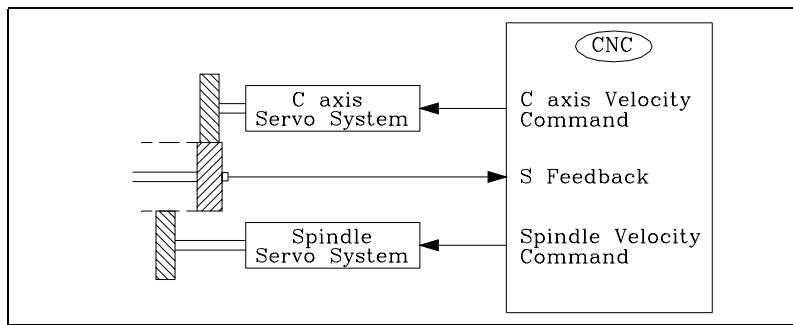 CNC
C axis
Servo System
C axis Velocity
Command
S Feedback
Spindle
Servo System
Spindle Velocity
Command